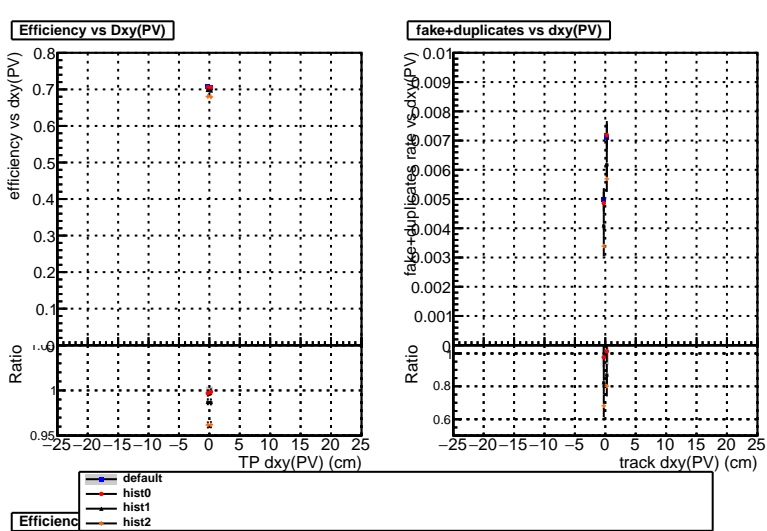 Efficiency vs Dxy(PV)
efficiency vs dxy(PV)
0.8
0.7
0.6
0.5
0.4
0.3
0.2
0.1
0
Ratio
1
0.95
−25 −20 −15 −10 −5 0 5 10 15 20 25
TP dxy(PV) (cm)
fake+duplicates vs dxy(PV)
fake+duplicates rate vs dxy(PV)
0.01
0.009
0.008
0.007
0.006
0.005
0.004
0.003
0.002
0.001
0
Ratio
1
0.8
0.6
−25 −20 −15 −10 −5 0 5 10 15 20 25
track dxy(PV) (cm)
default
hist0
hist1
hist2
Efficienc